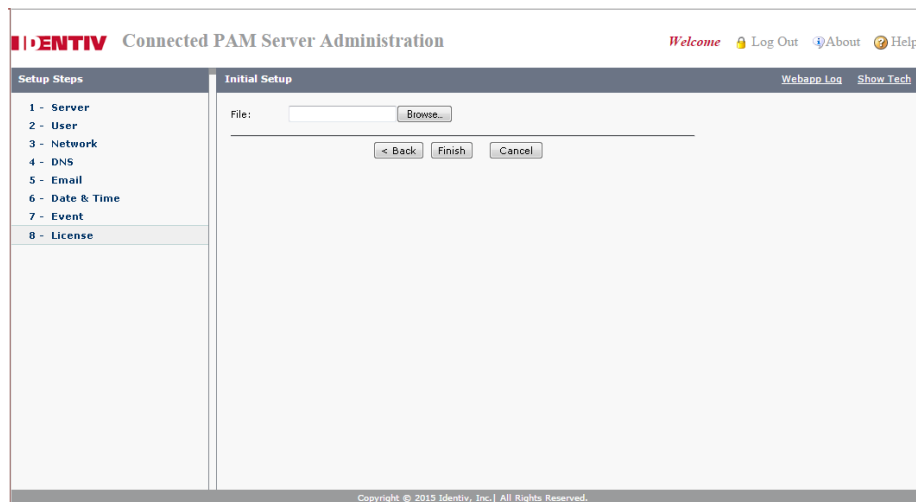 IDENTIV Connected PAM Server Administration Welcome Log Out About Help
Setup Steps
Initial Setup Webapp Log Show Tech
1 - Server
2 - User
3 - Network
4 - DNS
5 - Email
6 - Date & Time
7 - Event
8 - License
File: Browse...
< Back Finish Cancel
Copyright © 2015 Identiv, Inc.| All Rights Reserved.